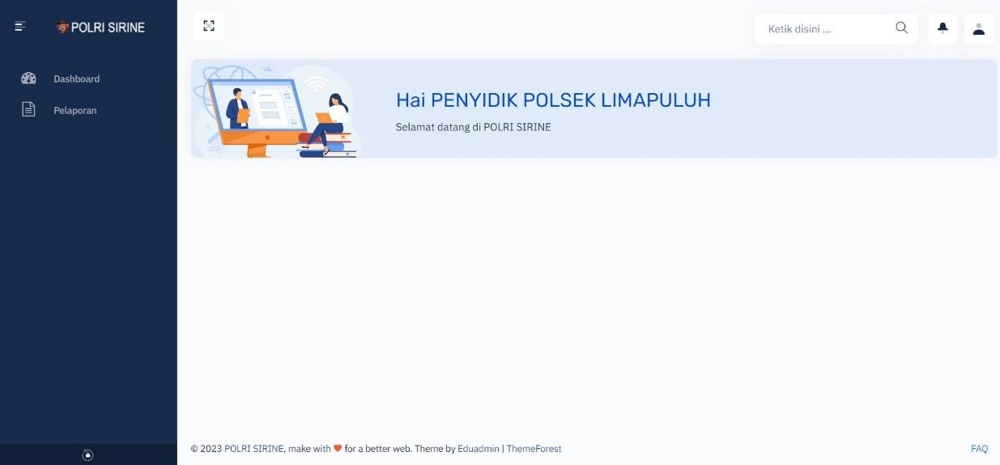 POLRI SIRINE
Ketik disini ...
Dashboard
Pelaporan
Hai PENYIDIK POLSEK LIMAPULUH
Selamat datang di POLRI SIRINE
© 2023 POLRI SIRINE, make with ❤ for a better web. Theme by Eduadmin | ThemeForest
FAQ